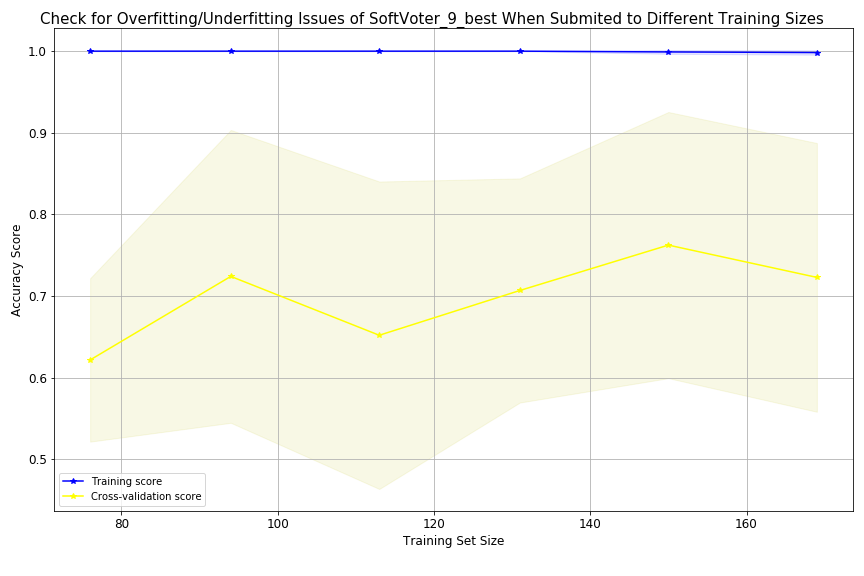 Check for Overfitting/Underfitting Issues of SoftVoter_9_best When Submited to Different Training Sizes
1.0
0.9
0.8
0.7
0.6
0.5
Accuracy Score
Training score
Cross-validation score
80
100
120
140
160
Training Set Size